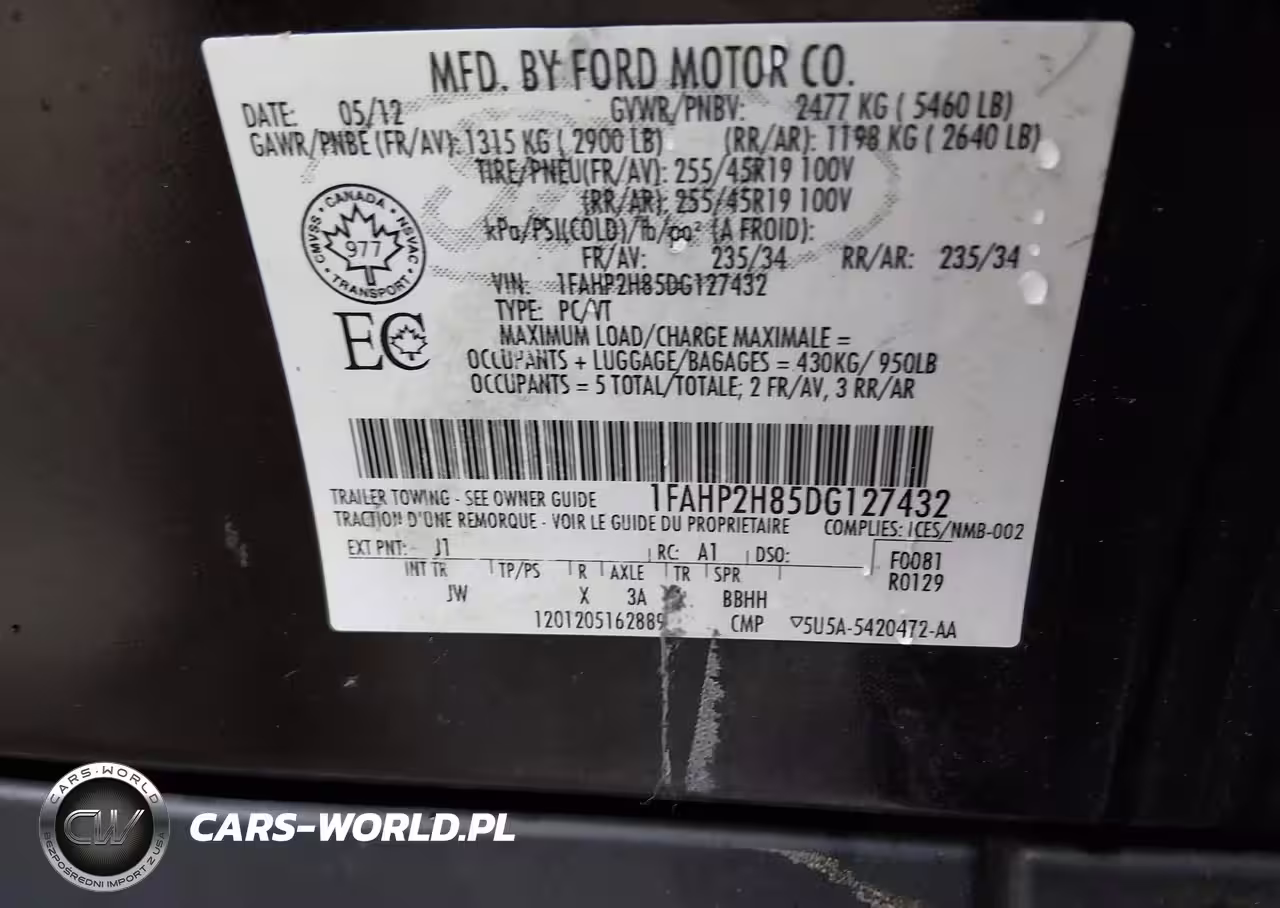 MFD. BY FORD MOTOR CO.
DATE: 05/12 GVWR/PNBV: 2477 KG ( 5460 LB)
GAWR/PNBE (FR/AV): 1315 KG ( 2900 LB) (RR/AR): 1198 KG ( 2640 LB)
TIRE/PNEU(FR/AV): 255/45R19 100V
(RR/AR): 255/45R19 100V
kPa/PSI(COLD)/lb/po² (A FROID):
FR/AV: 235/34 RR/AR: 235/34
CANADA
CMVSS 977 NSVAC
TRANSPORT
VIN: 1FAHP2H85DG127432
TYPE: PC/VT
EC
MAXIMUM LOAD/CHARGE MAXIMALE =
OCCUPANTS + LUGGAGE/BAGAGES = 430KG/ 950LB
OCCUPANTS = 5 TOTAL/TOTALE; 2 FR/AV, 3 RR/AR
TRAILER TOWING - SEE OWNER GUIDE 1FAHP2H85DG127432
TRACTION D'UNE REMORQUE - VOIR LE GUIDE DU PROPRIETAIRE COMPLIES: ICES/NMB-002
EXT PNT: J1 RC: A1 DSO: F0081
INT TR TP/PS R AXLE TR SPR R0129
JW X 3A BBHH
1201205162889 CMP 5U5A-5420472-AA
CARS-WORLD
CW
BEZPOŚREDNI IMPORT Z USA
CARS-WORLD.PL